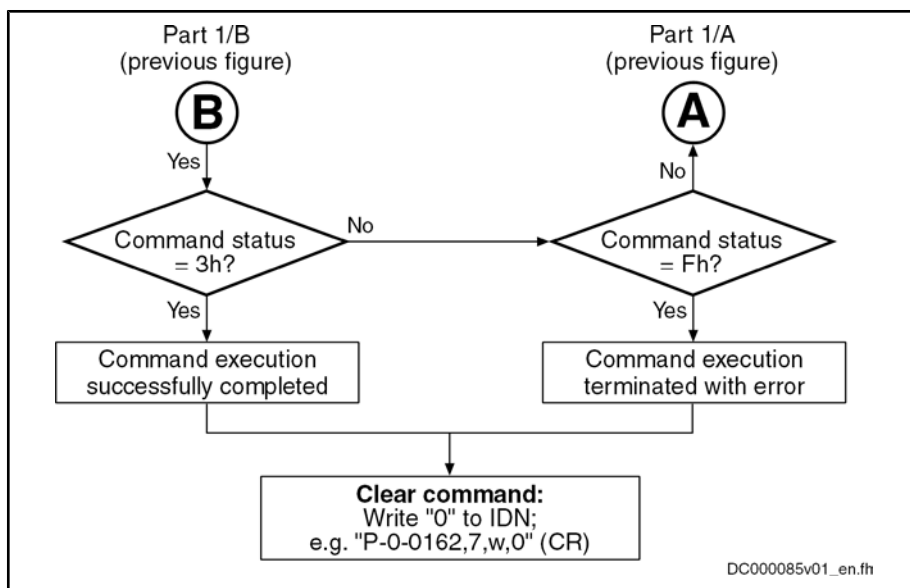 Part 1/B
(previous figure)
Part 1/A
(previous figure)
B
A
Yes
No
Command status
= 3h?
No
Command status
= Fh?
Yes
Yes
Command execution
successfully completed
Command execution
terminated with error
Clear command:
Write "0" to IDN;
e.g. "P-0-0162,7,w,0" (CR)
DC000085v01_en.fh